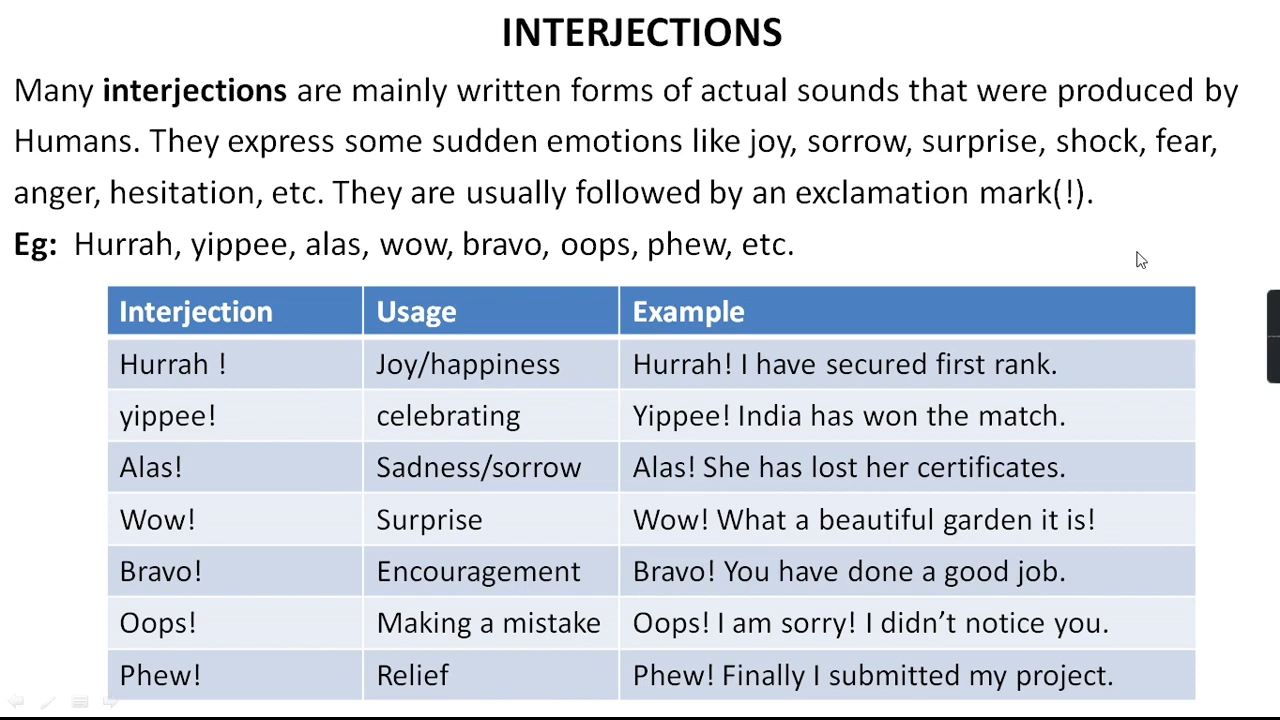 INTERJECTIONS
Many interjections are mainly written forms of actual sounds that were produced by
Humans. They express some sudden emotions like joy, sorrow, surprise, shock, fear,
anger, hesitation, etc. They are usually followed by an exclamation mark(!).
Eg: Hurrah, yippee, alas, wow, bravo, oops, phew, etc.
Interjection Usage Example
Hurrah ! Joy/happiness Hurrah! I have secured first rank.
yippee! celebrating Yippee! India has won the match.
Alas! Sadness/sorrow Alas! She has lost her certificates.
Wow! Surprise Wow! What a beautiful garden it is!
Bravo! Encouragement Bravo! You have done a good job.
Oops! Making a mistake Oops! I am sorry! I didn’t notice you.
Phew! Relief Phew! Finally I submitted my project.